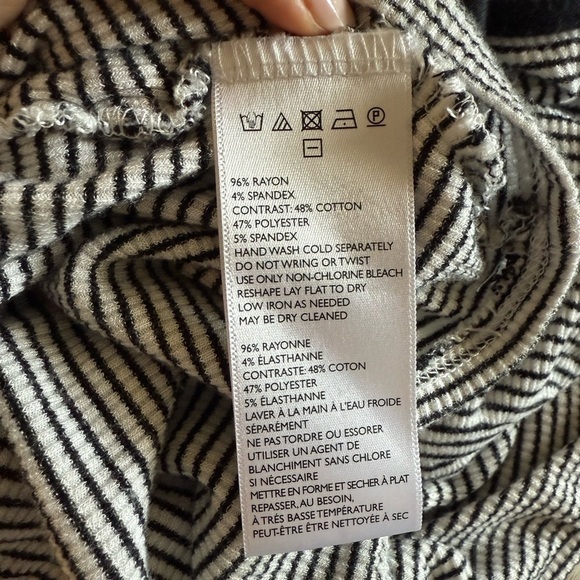 96% RAYON
4% SPANDEX
CONTRAST: 48% COTTON
47% POLYESTER
5% SPANDEX
HAND WASH COLD SEPARATELY
DO NOT WRING OR TWIST
USE ONLY NON-CHLORINE BLEACH
RESHAPE LAY FLAT TO DRY
LOW IRON AS NEEDED
MAY BE DRY CLEANED
96% RAYONNE
4% ÉLASTHANNE
CONTRASTE: 48% COTON
47% POLYESTER
5% ÉLASTHANNE
LAVER À LA MAIN À L'EAU FROIDE
SÉPARÉMENT
NE PAS TORDRE OU ESSORER
UTILISER UN AGENT DE
BLANCHIMENT SANS CHLORE
SI NÉCESSAIRE
METTRE EN FORME ET SÉCHER À PLAT
REPASSER, AU BESOIN,
À TRÉS BASSE TEMPÉRATURE
PEUT-ÊTRE ÊTRE NETTOYÉE À SEC